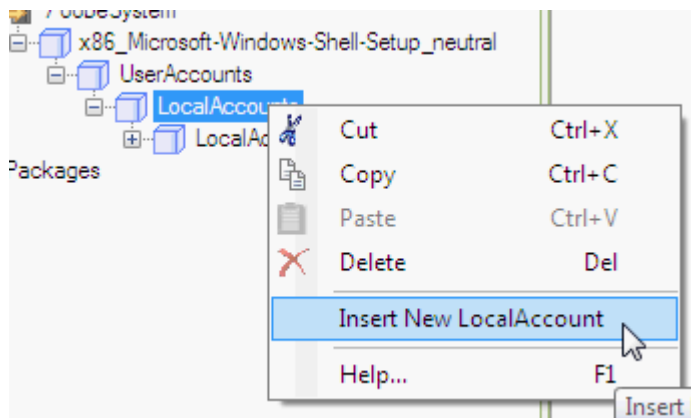 7 oobeSystem
x86_Microsoft-Windows-Shell-Setup_neutral
UserAccounts
LocalAccounts
LocalAc
Packages
Cut Ctrl+X
Copy Ctrl+C
Paste Ctrl+V
Delete Del
Insert New LocalAccount
Help... F1
Insert